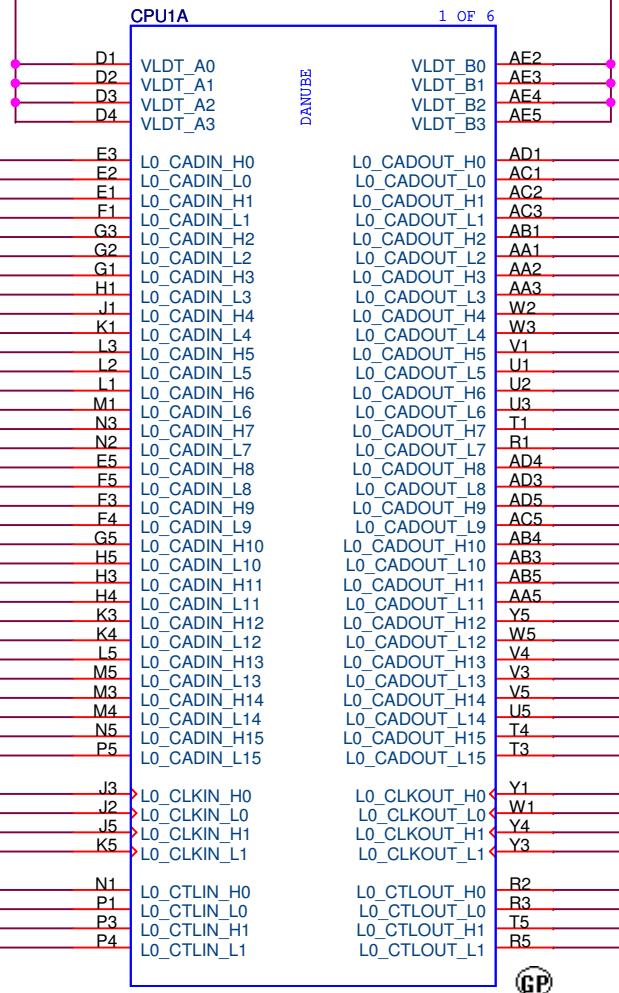 CPU1A 1 OF 6
DANUBE
D1 VLDT_A0 VLDT_B0 AE2
D2 VLDT_A1 VLDT_B1 AE3
D3 VLDT_A2 VLDT_B2 AE4
D4 VLDT_A3 VLDT_B3 AE5
E3 L0_CADIN_H0 L0_CADOUT_H0 AD1
E2 L0_CADIN_L0 L0_CADOUT_L0 AC1
E1 L0_CADIN_H1 L0_CADOUT_H1 AC2
F1 L0_CADIN_L1 L0_CADOUT_L1 AC3
G3 L0_CADIN_H2 L0_CADOUT_H2 AB1
G2 L0_CADIN_L2 L0_CADOUT_L2 AA1
G1 L0_CADIN_H3 L0_CADOUT_H3 AA2
H1 L0_CADIN_L3 L0_CADOUT_L3 AA3
J1 L0_CADIN_H4 L0_CADOUT_H4 W2
K1 L0_CADIN_L4 L0_CADOUT_L4 W3
L3 L0_CADIN_H5 L0_CADOUT_H5 V1
L2 L0_CADIN_L5 L0_CADOUT_L5 U1
L1 L0_CADIN_H6 L0_CADOUT_H6 U2
M1 L0_CADIN_L6 L0_CADOUT_L6 U3
N3 L0_CADIN_H7 L0_CADOUT_H7 T1
N2 L0_CADIN_L7 L0_CADOUT_L7 R1
E5 L0_CADIN_H8 L0_CADOUT_H8 AD4
F5 L0_CADIN_L8 L0_CADOUT_L8 AD3
F3 L0_CADIN_H9 L0_CADOUT_H9 AD5
F4 L0_CADIN_L9 L0_CADOUT_L9 AC5
G5 L0_CADIN_H10 L0_CADOUT_H10 AB4
H5 L0_CADIN_L10 L0_CADOUT_L10 AB3
H3 L0_CADIN_H11 L0_CADOUT_H11 AB5
H4 L0_CADIN_L11 L0_CADOUT_L11 AA5
K3 L0_CADIN_H12 L0_CADOUT_H12 Y5
K4 L0_CADIN_L12 L0_CADOUT_L12 W5
L5 L0_CADIN_H13 L0_CADOUT_H13 V4
M5 L0_CADIN_L13 L0_CADOUT_L13 V3
M3 L0_CADIN_H14 L0_CADOUT_H14 V5
M4 L0_CADIN_L14 L0_CADOUT_L14 U5
N5 L0_CADIN_H15 L0_CADOUT_H15 T4
P5 L0_CADIN_L15 L0_CADOUT_L15 T3
J3 L0_CLKIN_H0 L0_CLKOUT_H0 Y1
J2 L0_CLKIN_L0 L0_CLKOUT_L0 W1
J5 L0_CLKIN_H1 L0_CLKOUT_H1 Y4
K5 L0_CLKIN_L1 L0_CLKOUT_L1 Y3
N1 L0_CTLIN_H0 L0_CTLOUT_H0 R2
P1 L0_CTLIN_L0 L0_CTLOUT_L0 R3
P3 L0_CTLIN_H1 L0_CTLOUT_H1 T5
P4 L0_CTLIN_L1 L0_CTLOUT_L1 R5
GP